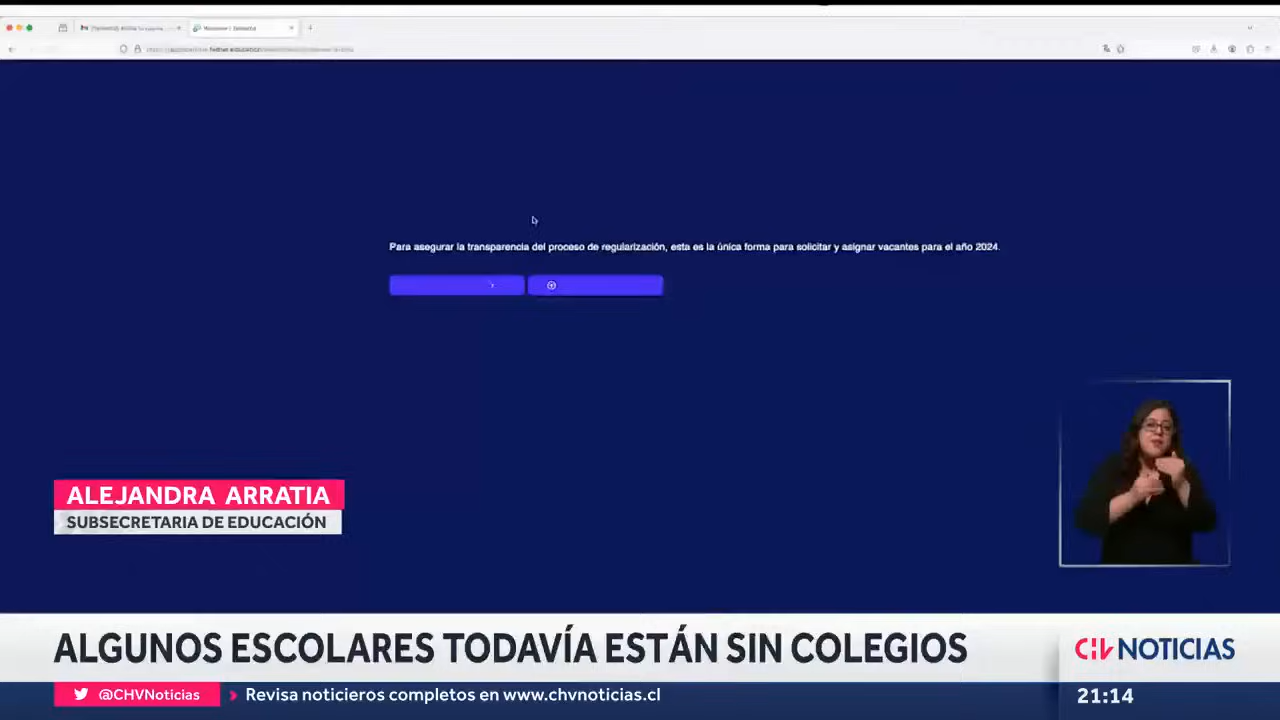 Para asegurar la transparencia del proceso de regularización, esta es la única forma para solicitar y asignar vacantes para el año 2024.
ALEJANDRA ARRATIA
SUBSECRETARIA DE EDUCACIÓN
ALGUNOS ESCOLARES TODAVÍA ESTÁN SIN COLEGIOS
CHV NOTICIAS
@CHVNoticias
Revisa noticieros completos en www.chvnoticias.cl
21:14